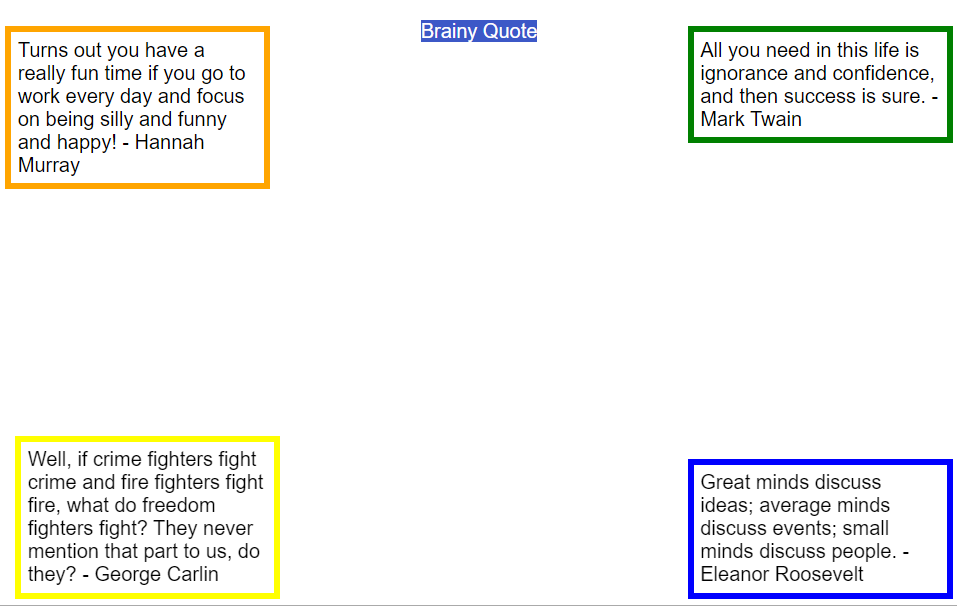 Brainy Quote
Turns out you have a
really fun time if you go to
work every day and focus
on being silly and funny
and happy! - Hannah
Murray
All you need in this life is
ignorance and confidence,
and then success is sure. -
Mark Twain
Well, if crime fighters fight
crime and fire fighters fight
fire, what do freedom
fighters fight? They never
mention that part to us, do
they? - George Carlin
Great minds discuss
ideas; average minds
discuss events; small
minds discuss people. -
Eleanor Roosevelt